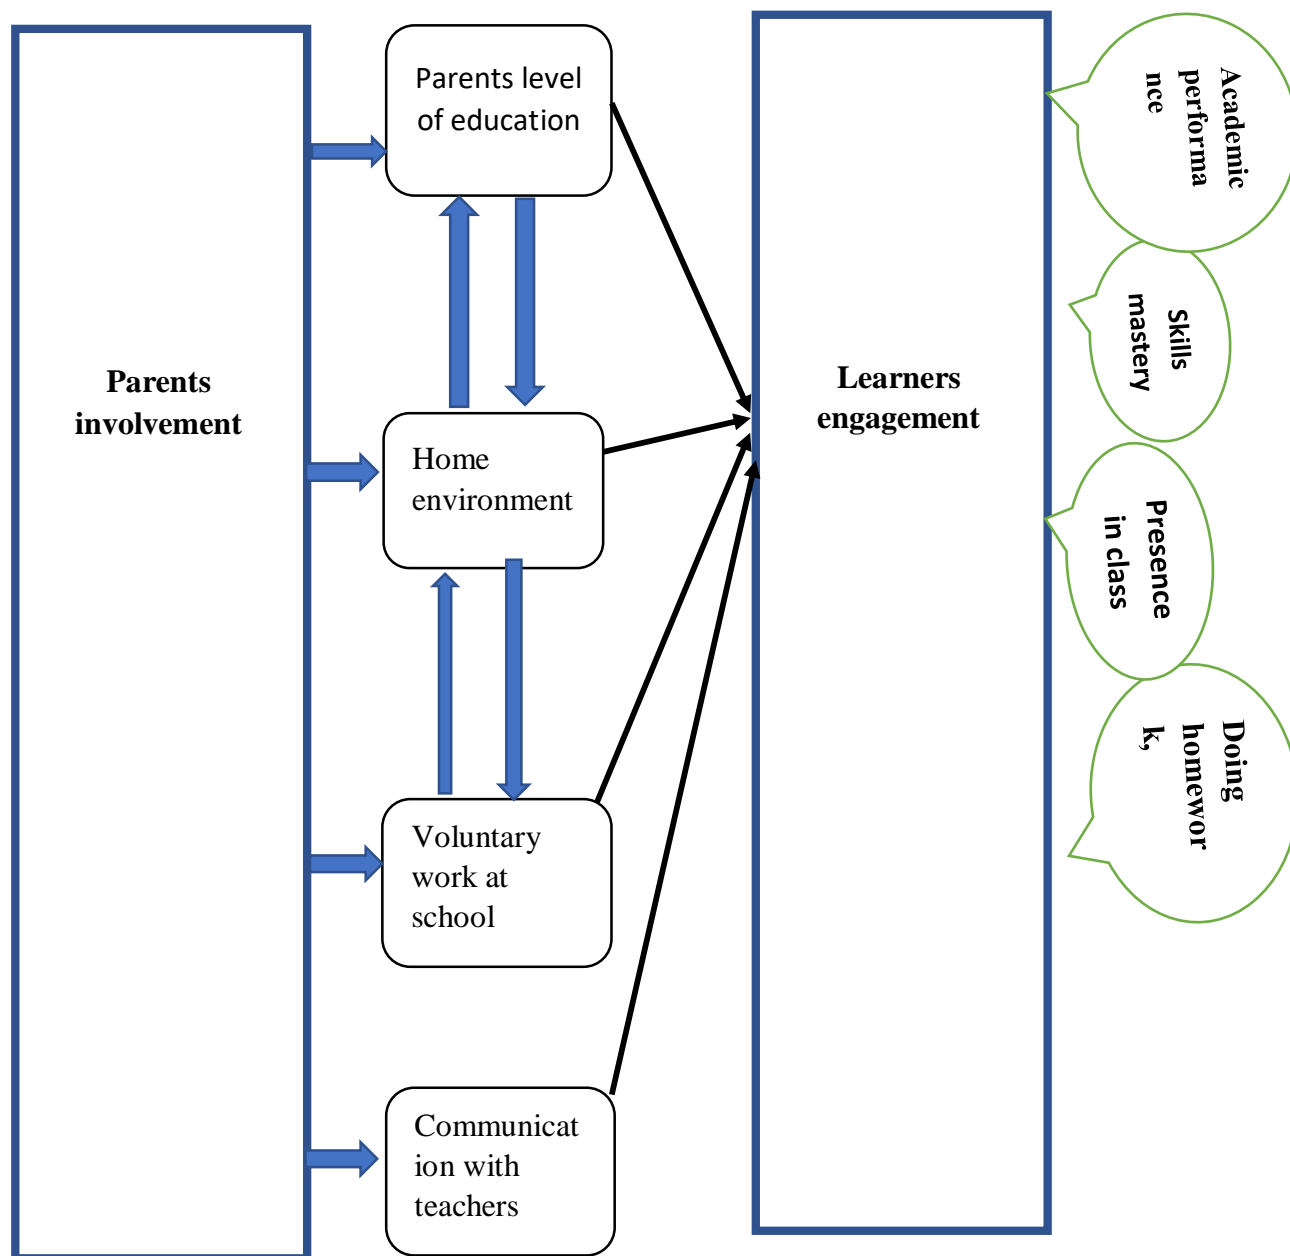 Parents level
of education
Parents
involvement
Home
environment
Voluntary
work at
school
Communicat
ion with
teachers
Learners
engagement
Academic
performa
nce
Skills
mastery
Presence
in class
Doing
homewor
k,